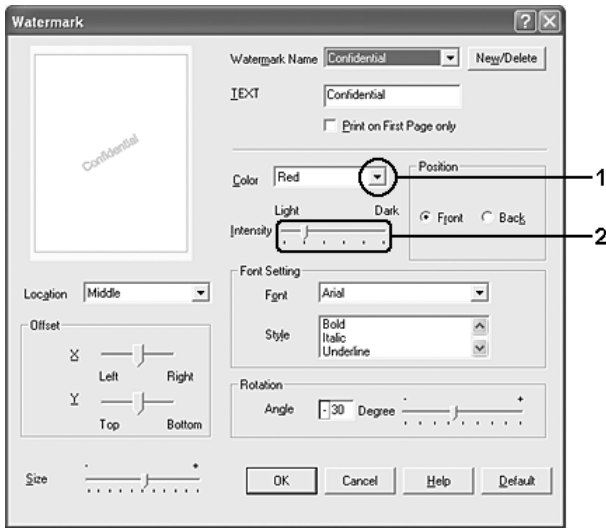 Watermark
Confidential
Watermark Name Confidential New/Delete
TEXT Confidential
Print on First Page only
Color Red
1
Position
Front Back
Light Dark
Intensity
2
Location Middle
Offset
X
Left Right
Y
Top Bottom
Font Setting
Font Arial
Style Bold
Italic
Underline
Rotation
Angle -30 Degree - +
Size - +
OK Cancel Help Default